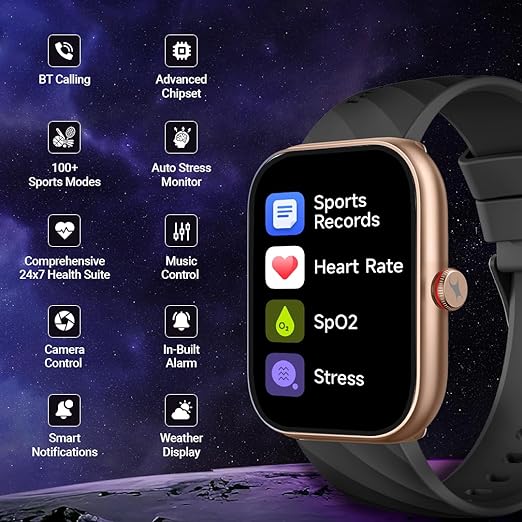 BT Calling
Advanced
Chipset
100+
Sports Modes
Auto Stress
Monitor
Comprehensive
24x7 Health Suite
Music
Control
Camera
Control
In-Built
Alarm
Smart
Notifications
Weather
Display
Sports
Records
Heart Rate
O₂
SpO2
Stress